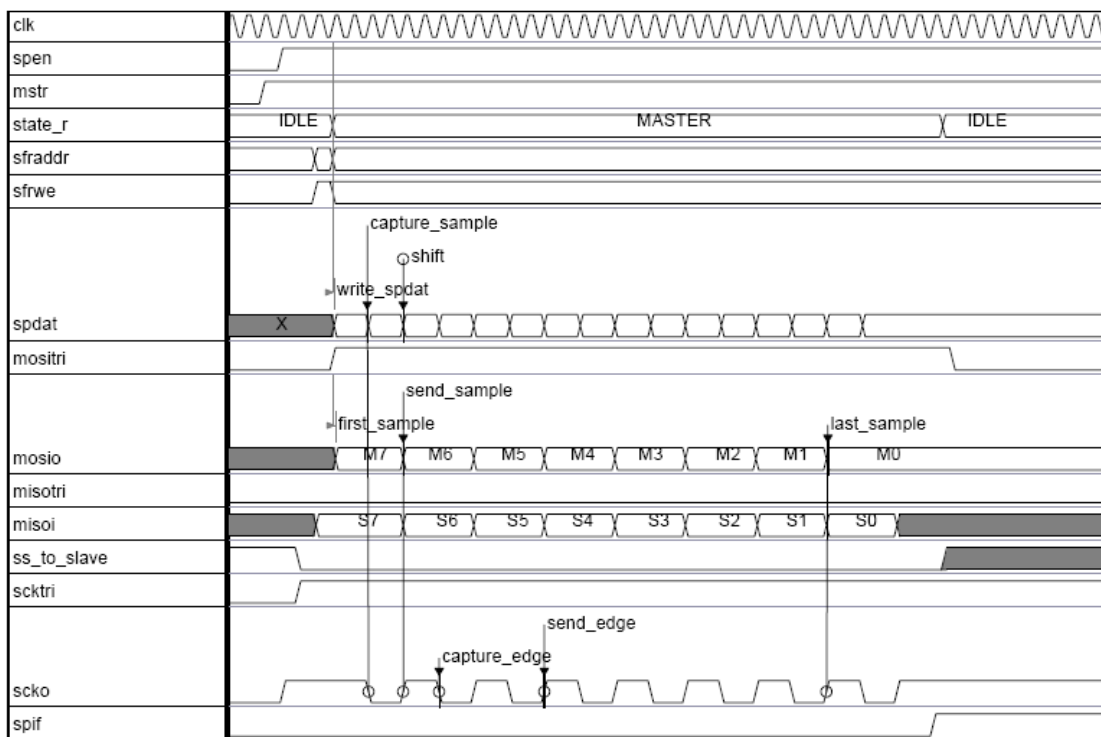 clk
spen
mstr
state_r IDLE MASTER IDLE
sfraddr
sfrwe
capture_sample
shift
write_spdat
spdat X
mositri
send_sample
first_sample last_sample
mosio M7 M6 M5 M4 M3 M2 M1 M0
misotri
misoi S7 S6 S5 S4 S3 S2 S1 S0
ss_to_slave
scktri
send_edge
capture_edge
scko
spif